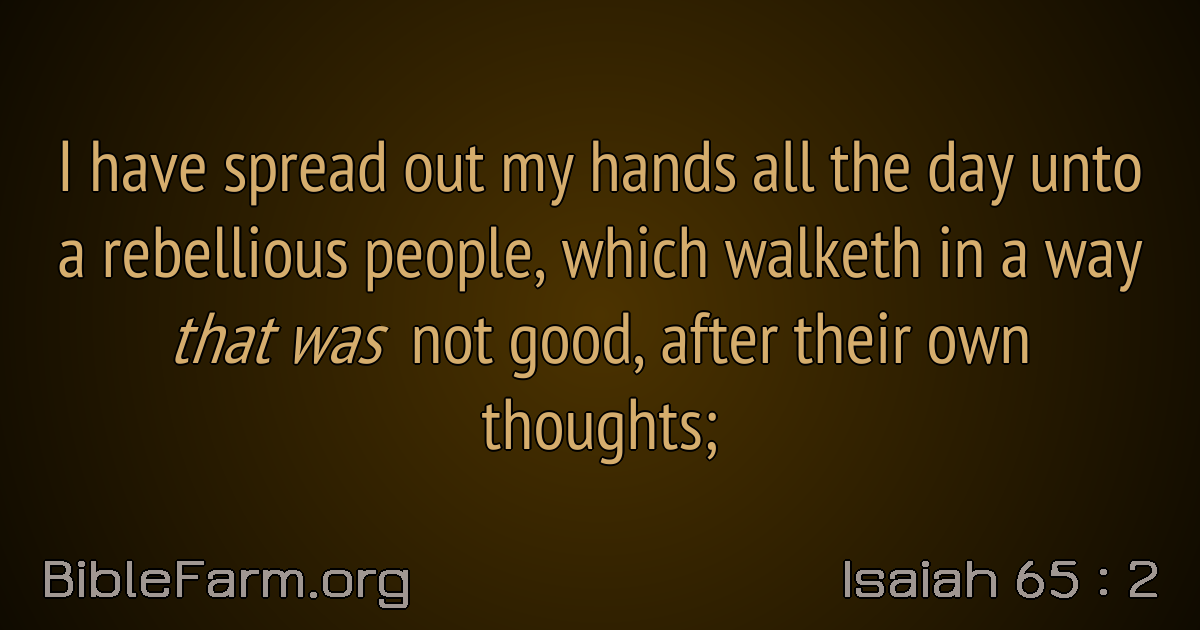 I have spread out my hands all the day unto
a rebellious people, which walketh in a way
that was not good, after their own
thoughts;
BibleFarm.org
Isaiah 65 : 2